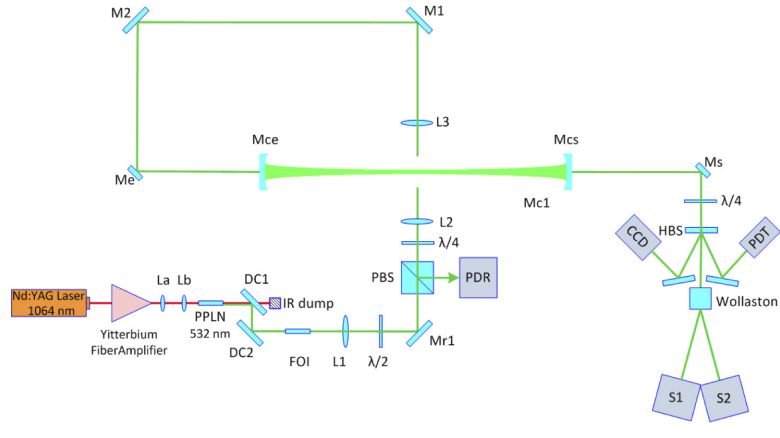 M2
M1
L3
Mce
Mcs
Ms
Me
Mc1
λ/4
L2
HBS
CCD
PDT
λ/4
PBS
PDR
DC1
La
Lb
Nd:YAG Laser
1064 nm
IR dump
Wollaston
PPLN
532 nm
Yitterbium
FiberAmplifier
DC2
FOI
L1
λ/2
Mr1
S1
S2